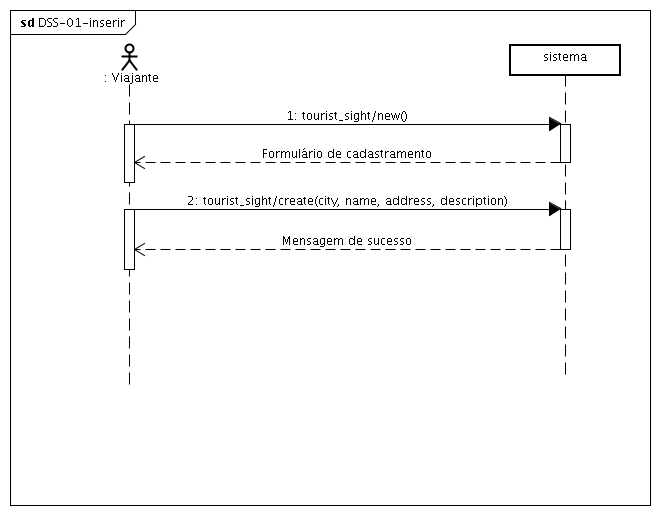 sd DSS-01-inserir
: Viajante
sistema
1: tourist_sight/new()
Formulário de cadastramento
2: tourist_sight/create(city, name, address, description)
Mensagem de sucesso